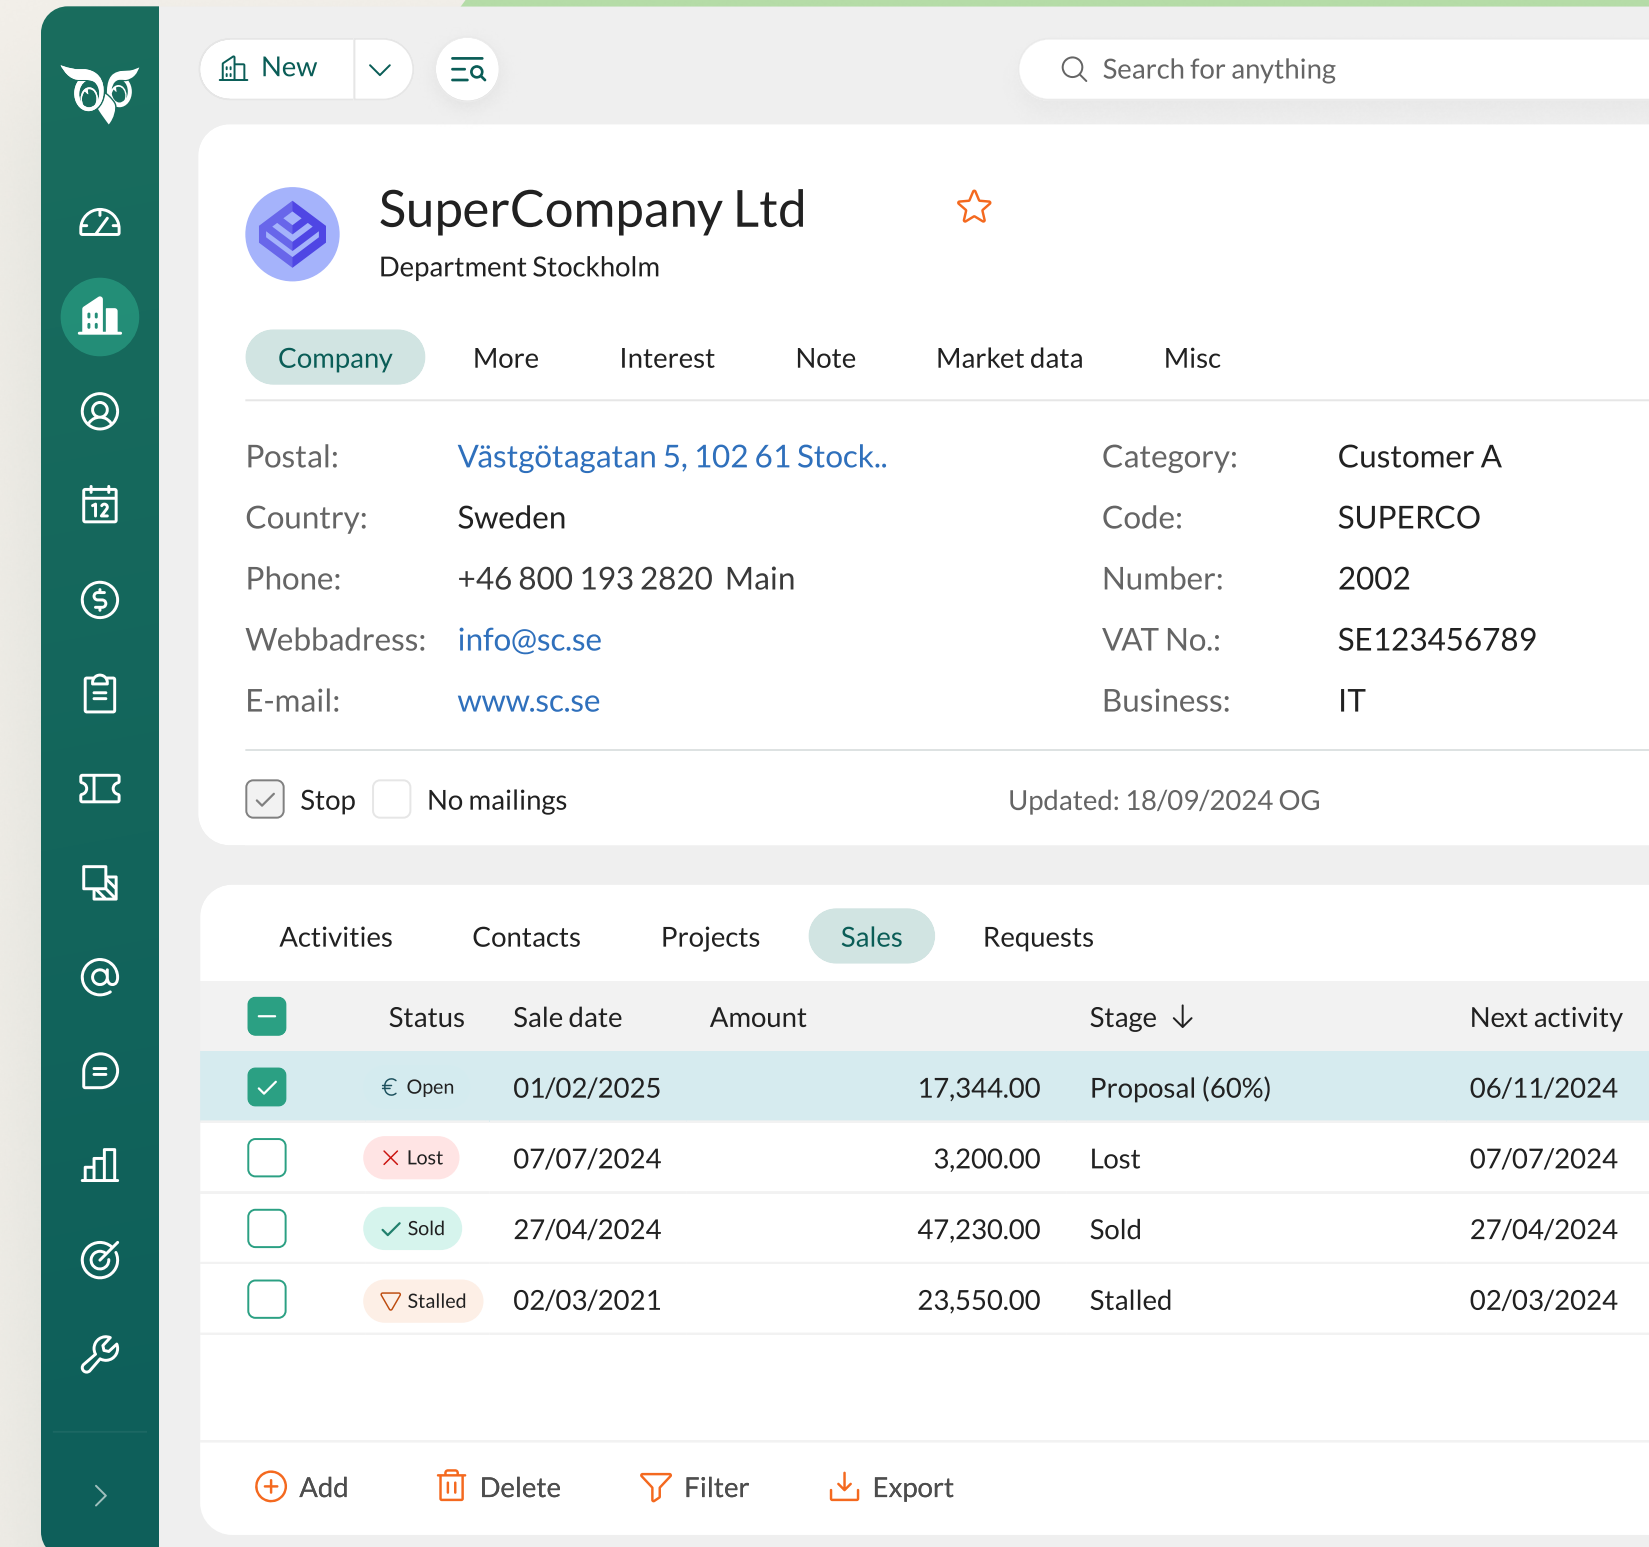 New
Search for anything
SuperCompany Ltd
Department Stockholm
Company More Interest Note Market data Misc
Postal: Västgötagatan 5, 102 61 Stock.. Category: Customer A
Country: Sweden Code: SUPERCO
Phone: +46 800 193 2820 Main Number: 2002
Webbadress: info@sc.se VAT No.: SE123456789
E-mail: www.sc.se Business: IT
Stop No mailings Updated: 18/09/2024 OG
Activities Contacts Projects Sales Requests
Status Sale date Amount Stage Next activity
€ Open 01/02/2025 17,344.00 Proposal (60%) 06/11/2024
Lost 07/07/2024 3,200.00 Lost 07/07/2024
Sold 27/04/2024 47,230.00 Sold 27/04/2024
Stalled 02/03/2021 23,550.00 Stalled 02/03/2024
Add Delete Filter Export
12